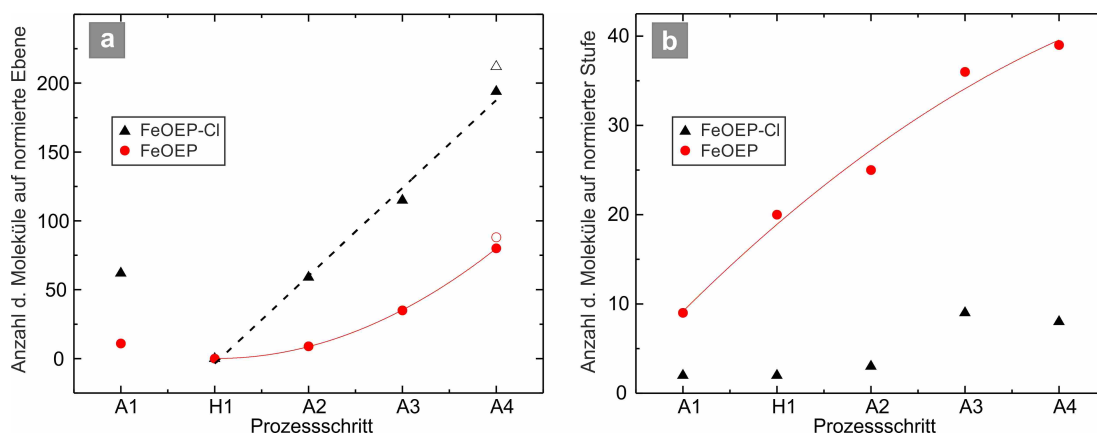 a
Anzahl d. Moleküle auf normierte Ebene
200
150
100
50
0
FeOEP-Cl
FeOEP
A1 H1 A2 A3 A4
Prozessschritt
b
Anzahl d. Moleküle auf normierter Stufe
40
30
20
10
0
FeOEP-Cl
FeOEP
A1 H1 A2 A3 A4
Prozessschritt